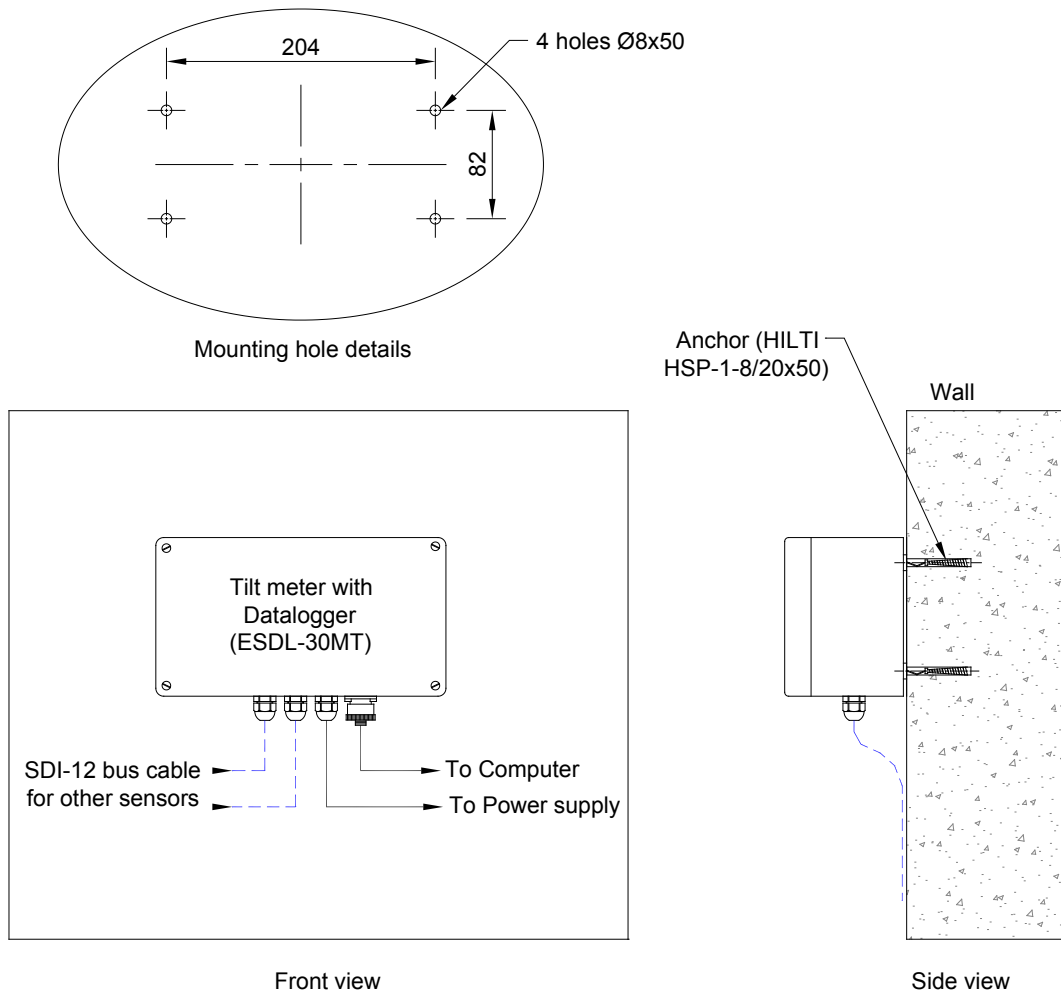 204
4 holes Ø8x50
82
Mounting hole details
Anchor (HILTI
HSP-1-8/20x50)
Wall
Tilt meter with
Datalogger
(ESDL-30MT)
SDI-12 bus cable
for other sensors
To Computer
To Power supply
Front view
Side view